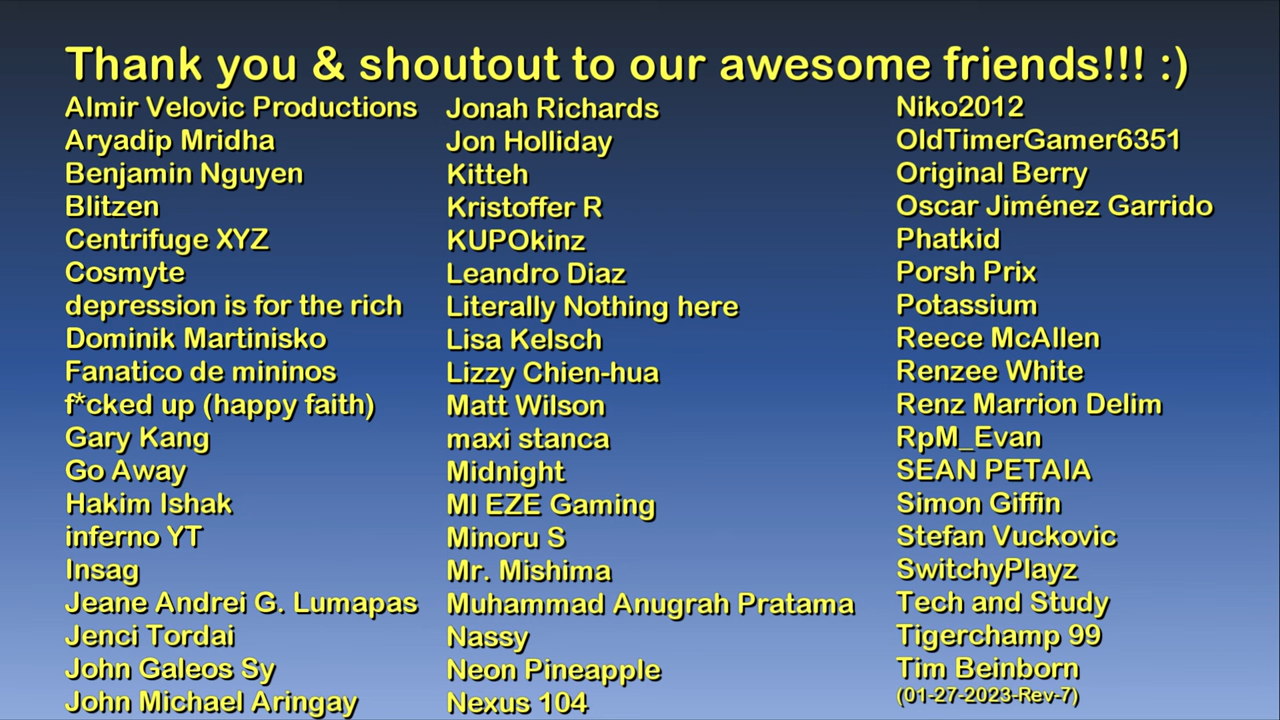 Thank you & shoutout to our awesome friends!!! :)
Almir Velovic Productions
Aryadip Mridha
Benjamin Nguyen
Blitzen
Centrifuge XYZ
Cosmyte
depression is for the rich
Dominik Martinisko
Fanatico de mininos
f*cked up (happy faith)
Gary Kang
Go Away
Hakim Ishak
inferno YT
Insag
Jeane Andrei G. Lumapas
Jenci Tordai
John Galeos Sy
John Michael Aringay
Jonah Richards
Jon Holliday
Kitteh
Kristoffer R
KUPOkinz
Leandro Diaz
Literally Nothing here
Lisa Kelsch
Lizzy Chien-hua
Matt Wilson
maxi stanca
Midnight
MI EZE Gaming
Minoru S
Mr. Mishima
Muhammad Anugrah Pratama
Nassy
Neon Pineapple
Nexus 104
Niko2012
OldTimerGamer6351
Original Berry
Oscar Jiménez Garrido
Phatkid
Porsh Prix
Potassium
Reece McAllen
Renzee White
Renz Marrion Delim
RpM_Evan
SEAN PETAIA
Simon Giffin
Stefan Vuckovic
SwitchyPlayz
Tech and Study
Tigerchamp 99
Tim Beinborn
(01-27-2023-Rev-7)